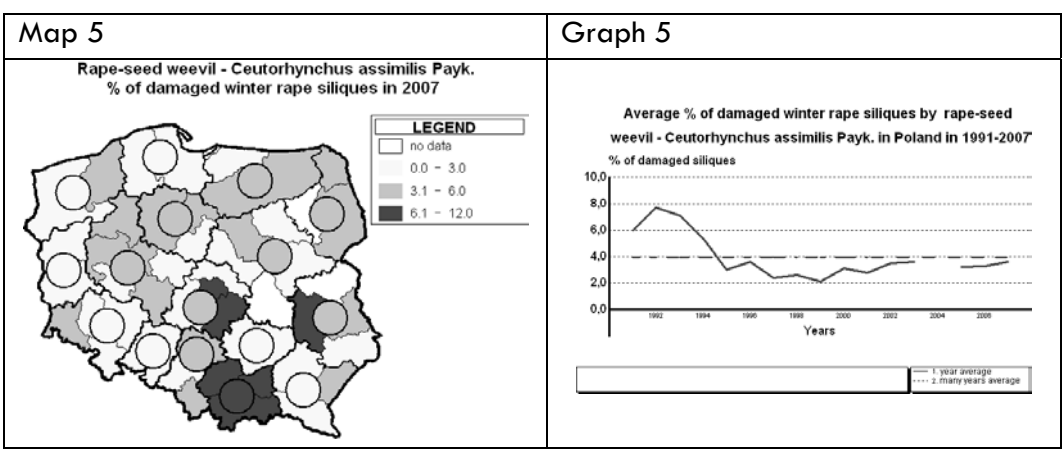 Map 5
Graph 5
Rape-seed weevil - Ceutorhynchus assimilis Payk.
% of damaged winter rape siliques in 2007
LEGEND
no data
0.0 - 3.0
3.1 - 6.0
6.1 - 12.0
Average % of damaged winter rape siliques by rape-seed
weevil - Ceutorhynchus assimilis Payk. in Poland in 1991-2007
% of damaged siliques
10,0
8,0
6,0
4,0
2,0
0,0
1992 1994 1996 1998 2000 2002 2004 2006
Years
1. year average
2. many years average